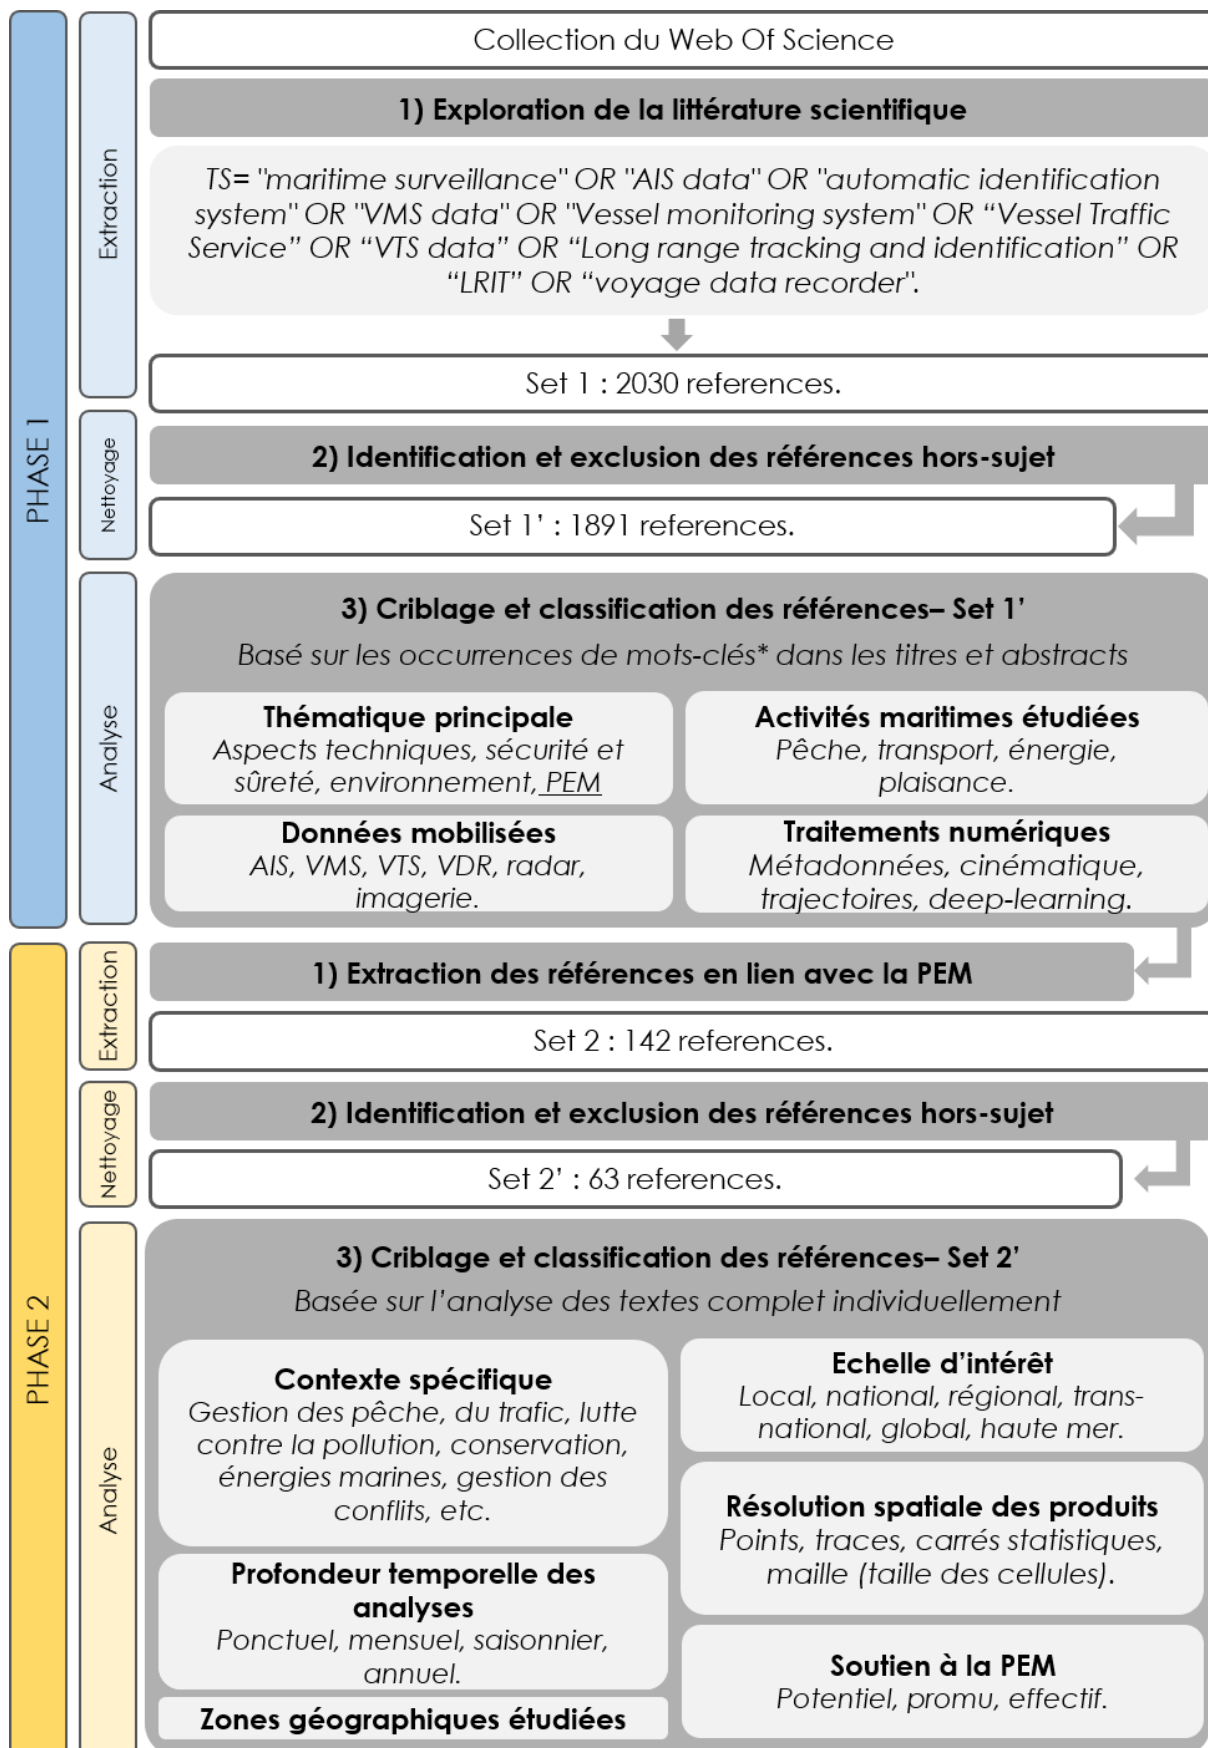 PHASE 1
Extraction
Collection du Web Of Science
1) Exploration de la littérature scientifique
TS= "maritime surveillance" OR "AIS data" OR "automatic identification
system" OR "VMS data" OR "Vessel monitoring system" OR “Vessel Traffic
Service” OR “VTS data” OR “Long range tracking and identification” OR
“LRIT” OR “voyage data recorder".
Set 1 : 2030 references.
Nettoyage
2) Identification et exclusion des références hors-sujet
Set 1’ : 1891 references.
Analyse
3) Criblage et classification des références– Set 1’
Basé sur les occurrences de mots-clés* dans les titres et abstracts
Thématique principale
Aspects techniques, sécurité et
sûreté, environnement, PEM
Activités maritimes étudiées
Pêche, transport, énergie,
plaisance.
Données mobilisées
AIS, VMS, VTS, VDR, radar,
imagerie.
Traitements numériques
Métadonnées, cinématique,
trajectoires, deep-learning.
PHASE 2
Extraction
1) Extraction des références en lien avec la PEM
Set 2 : 142 references.
Nettoyage
2) Identification et exclusion des références hors-sujet
Set 2’ : 63 references.
Analyse
3) Criblage et classification des références– Set 2’
Basée sur l’analyse des textes complet individuellement
Contexte spécifique
Gestion des pêche, du trafic, lutte
contre la pollution, conservation,
énergies marines, gestion des
conflits, etc.
Profondeur temporelle des
analyses
Ponctuel, mensuel, saisonnier,
annuel.
Zones géographiques étudiées
Echelle d’intérêt
Local, national, régional, trans-
national, global, haute mer.
Résolution spatiale des produits
Points, traces, carrés statistiques,
maille (taille des cellules).
Soutien à la PEM
Potentiel, promu, effectif.